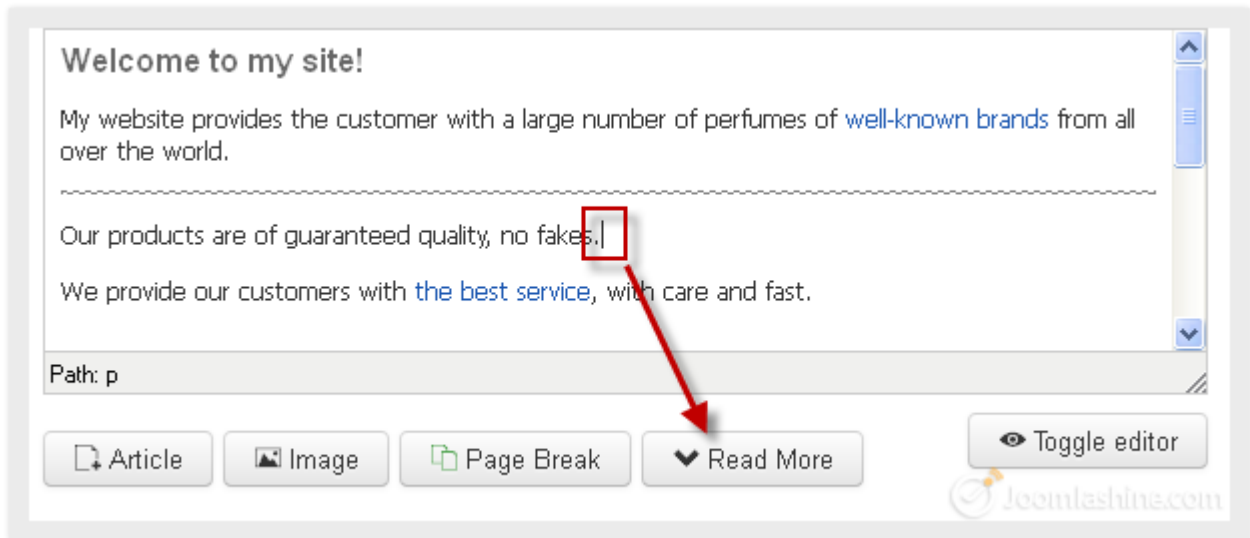 Welcome to my site!
My website provides the customer with a large number of perfumes of well-known brands from all
over the world.
Our products are of guaranteed quality, no fakes.
We provide our customers with the best service, with care and fast.
Path: p
Article
Image
Page Break
Read More
Toggle editor
Joomlashine.com